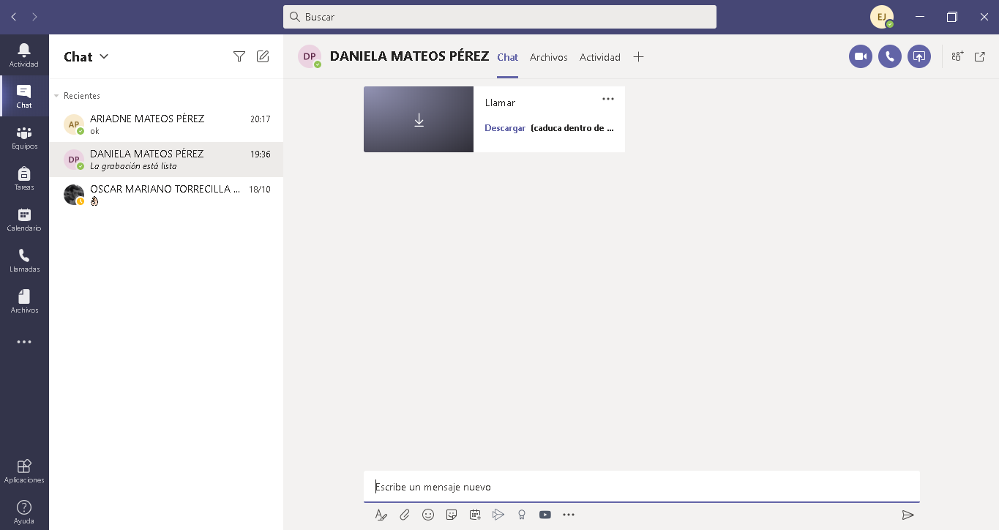 Buscar
EJ
Actividad
Chat
Equipos
Tareas
Calendario
Llamadas
Archivos
Aplicaciones
Ayuda
Chat
Recientes
AP
ARIADNE MATEOS PÉREZ 20:17
ok
DP
DANIELA MATEOS PÉREZ 19:36
La grabación está lista
OSCAR MARIANO TORRECILLA ... 18/10
DP DANIELA MATEOS PÉREZ Chat Archivos Actividad
Llamar
Descargar (caduca dentro de ...
Escribe un mensaje nuevo